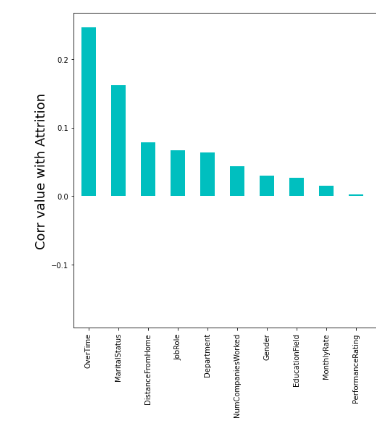 Corr value with Attrition
0.2
0.1
0.0
−0.1
OverTime
MaritalStatus
DistanceFromHome
JobRole
Department
NumCompaniesWorked
Gender
EducationField
MonthlyRate
PerformanceRating